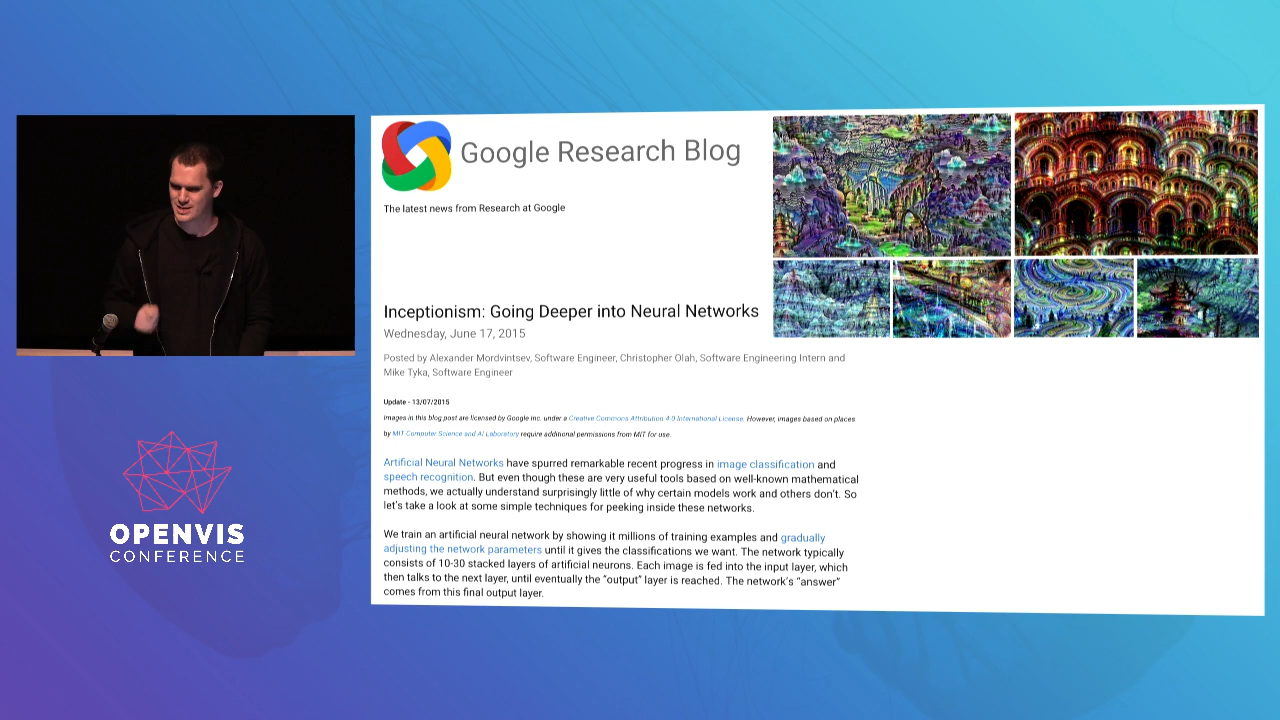 Google Research Blog
The latest news from Research at Google
Inceptionism: Going Deeper into Neural Networks
Wednesday, June 17, 2015
Posted by Alexander Mordvintsev, Software Engineer, Christopher Olah, Software Engineering Intern and
Mike Tyka, Software Engineer
Update - 13/07/2015
Images in this blog post are licensed by Google Inc. under a Creative Commons Attribution 4.0 International License. However, images based on places
by MIT Computer Science and AI Laboratory require additional permissions from MIT for use.
Artificial Neural Networks have spurred remarkable recent progress in image classification and
speech recognition. But even though these are very useful tools based on well-known mathematical
methods, we actually understand surprisingly little of why certain models work and others don't. So
let's take a look at some simple techniques for peeking inside these networks.
We train an artificial neural network by showing it millions of training examples and gradually
adjusting the network parameters until it gives the classifications we want. The network typically
consists of 10-30 stacked layers of artificial neurons. Each image is fed into the input layer, which
then talks to the next layer, until eventually the “output” layer is reached. The network's “answer”
comes from this final output layer.
OPENVIS
CONFERENCE